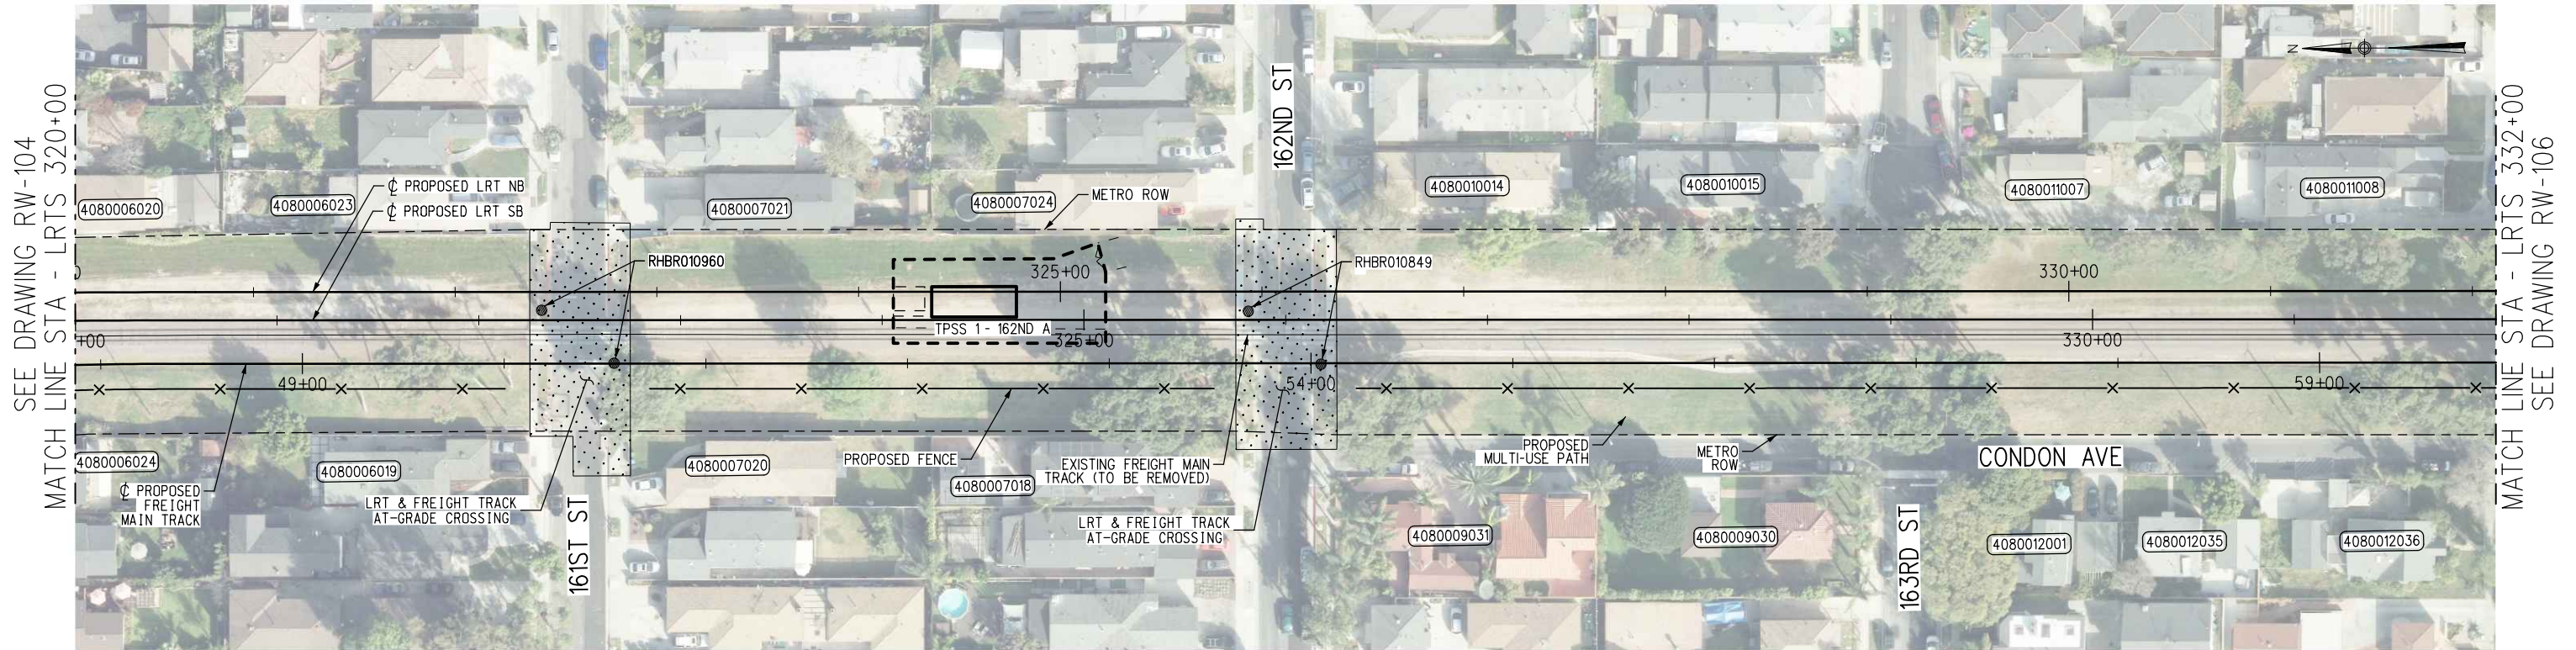 SEE DRAWING RW-104
MATCH LINE STA - LRTS 320+00
N
162ND ST
4080006020
4080006023
℄ PROPOSED LRT NB
℄ PROPOSED LRT SB
4080007021
4080007024
METRO ROW
4080010014
4080010015
4080011007
4080011008
RHBR010960
325+00
RHBR010849
330+00
TPSS 1 - 162ND A
+00
325+00
330+00
49+00
54+00
59+00
4080006024
4080006019
4080007020
PROPOSED FENCE
4080007018
EXISTING FREIGHT MAIN
TRACK (TO BE REMOVED)
PROPOSED
MULTI-USE PATH
METRO
ROW
CONDON AVE
℄ PROPOSED
FREIGHT
MAIN TRACK
LRT & FREIGHT TRACK
AT-GRADE CROSSING
161ST ST
LRT & FREIGHT TRACK
AT-GRADE CROSSING
4080009031
4080009030
163RD ST
4080012001
4080012035
4080012036
MATCH LINE STA - LRTS 332+00
SEE DRAWING RW-106